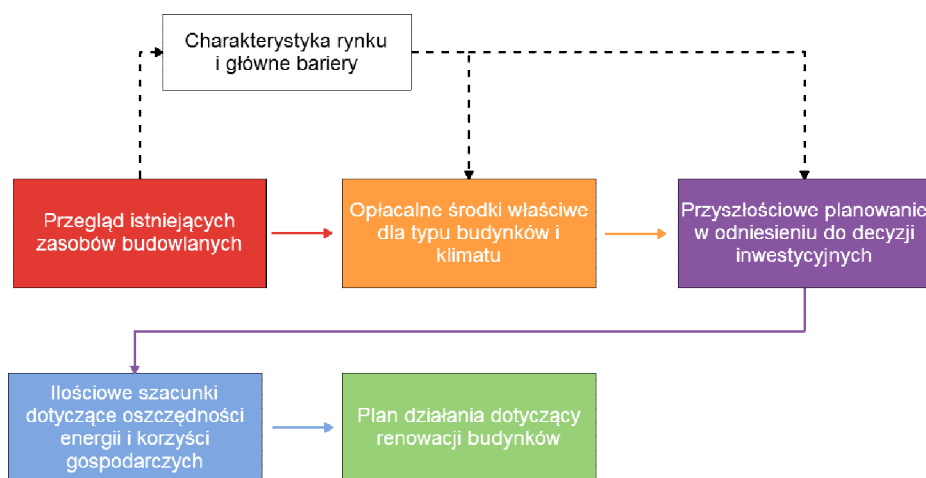 Charakterystyka rynku
i główne bariery
Przegląd istniejących
zasobów budowlanych
Opłacalne środki właściwe
dla typu budynków i
klimatu
Przyszłościowe planowanie
w odniesieniu do decyzji
inwestycyjnych
Ilościowe szacunki
dotyczące oszczędności
energii i korzyści
gospodarczych
Plan działania dotyczący
renowacji budynków